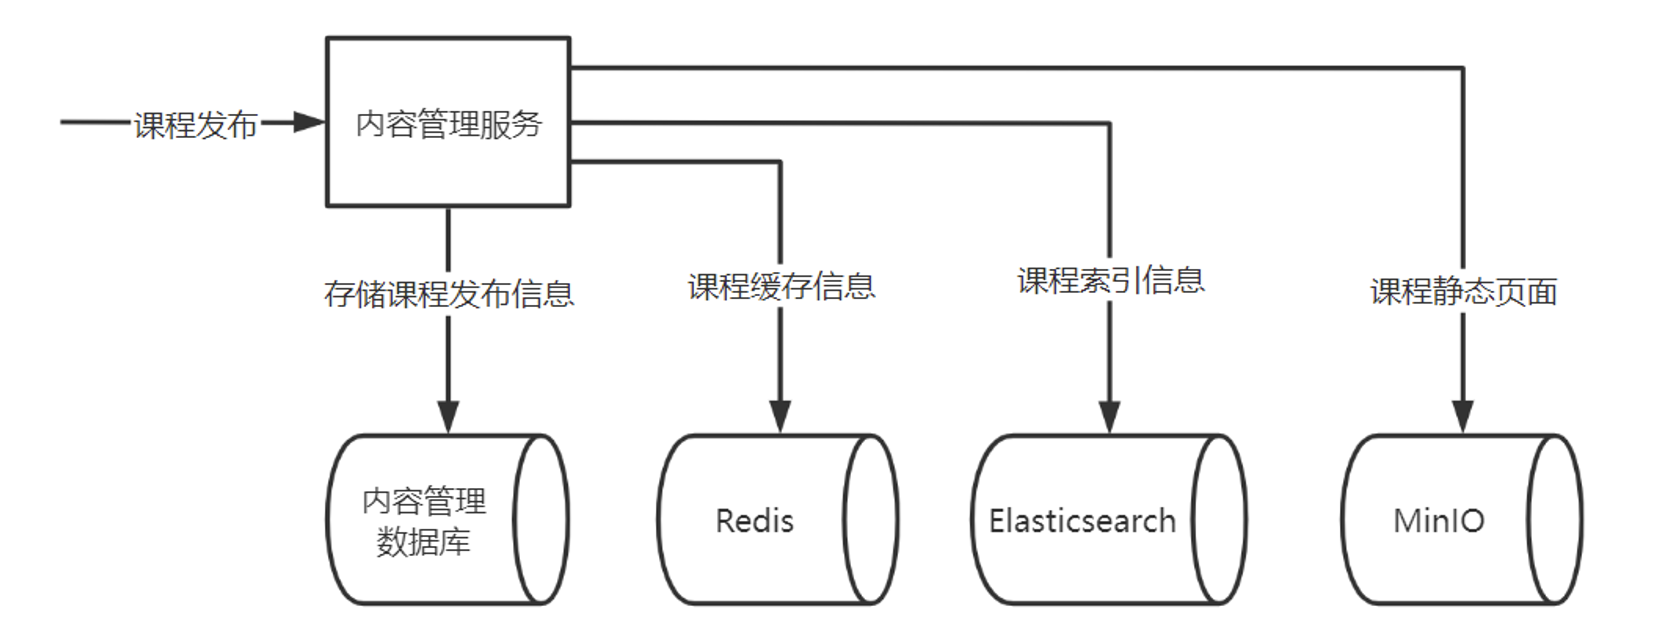 课程发布
内容管理服务
存储课程发布信息
课程缓存信息
课程索引信息
课程静态页面
内容管理
数据库
Redis
Elasticsearch
MinIO